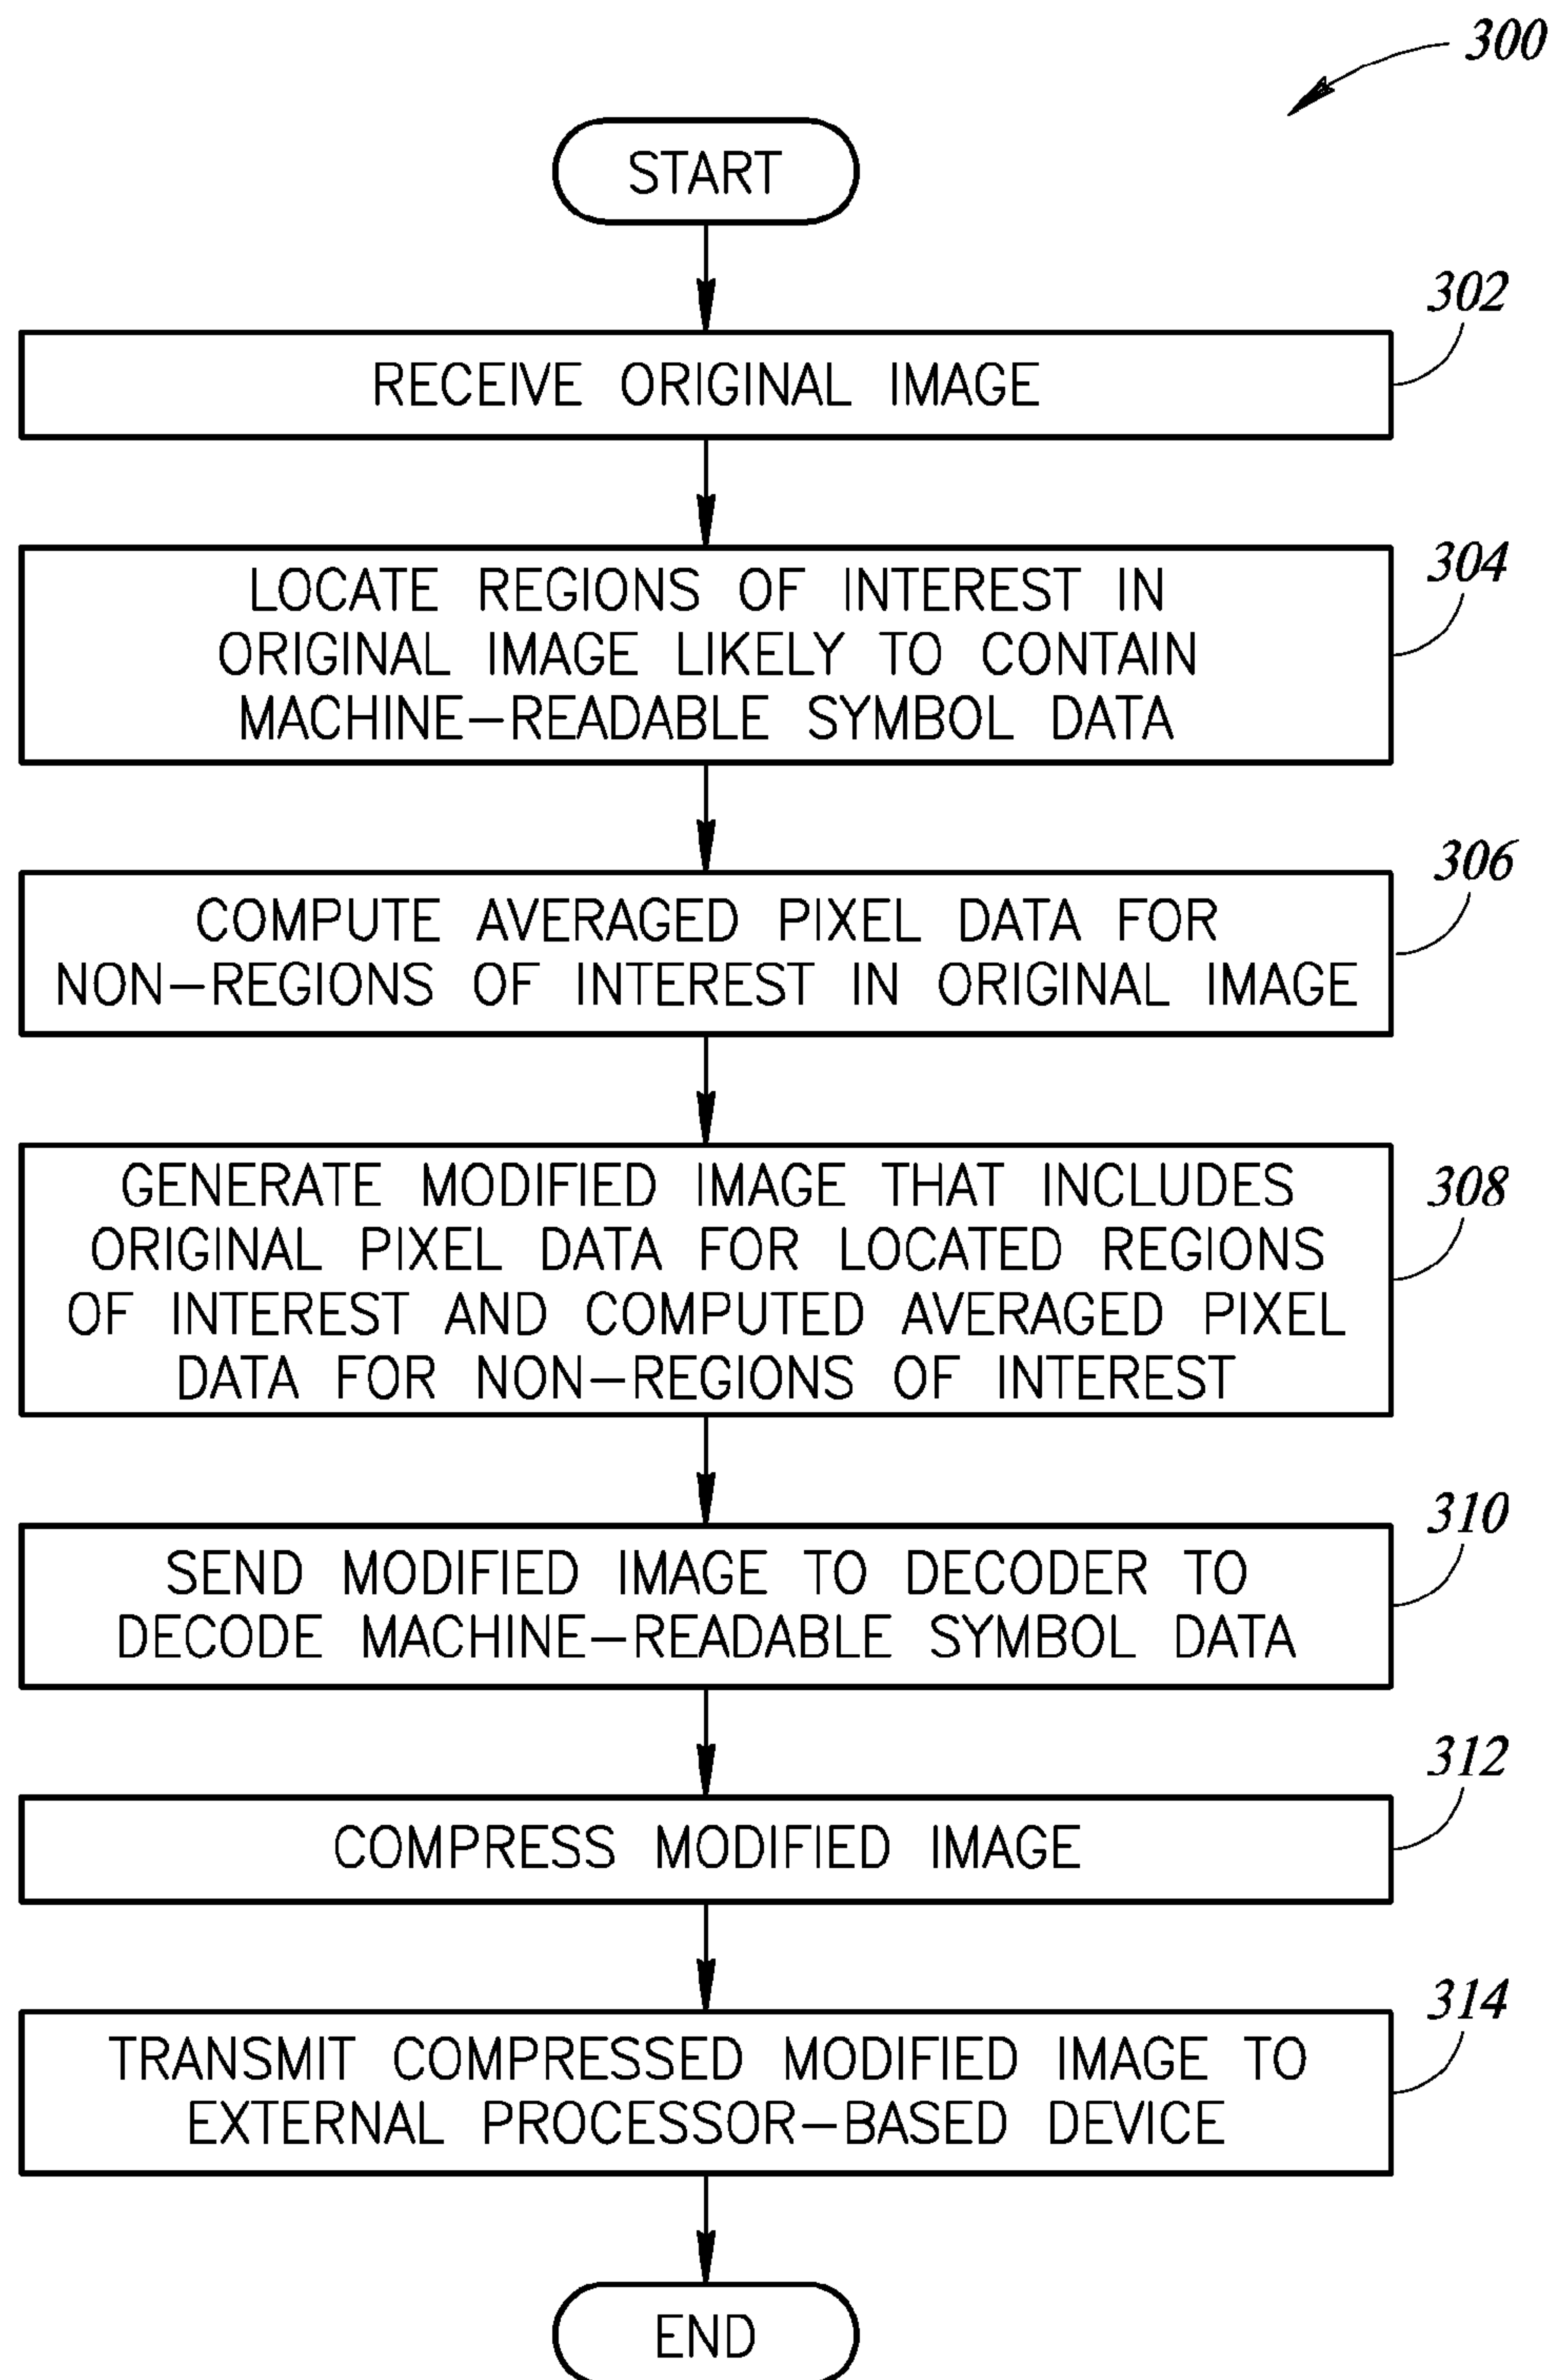 300
START
302
RECEIVE ORIGINAL IMAGE
304
LOCATE REGIONS OF INTEREST IN
ORIGINAL IMAGE LIKELY TO CONTAIN
MACHINE-READABLE SYMBOL DATA
306
COMPUTE AVERAGED PIXEL DATA FOR
NON-REGIONS OF INTEREST IN ORIGINAL IMAGE
308
GENERATE MODIFIED IMAGE THAT INCLUDES
ORIGINAL PIXEL DATA FOR LOCATED REGIONS
OF INTEREST AND COMPUTED AVERAGED PIXEL
DATA FOR NON-REGIONS OF INTEREST
310
SEND MODIFIED IMAGE TO DECODER TO
DECODE MACHINE-READABLE SYMBOL DATA
312
COMPRESS MODIFIED IMAGE
314
TRANSMIT COMPRESSED MODIFIED IMAGE TO
EXTERNAL PROCESSOR-BASED DEVICE
END